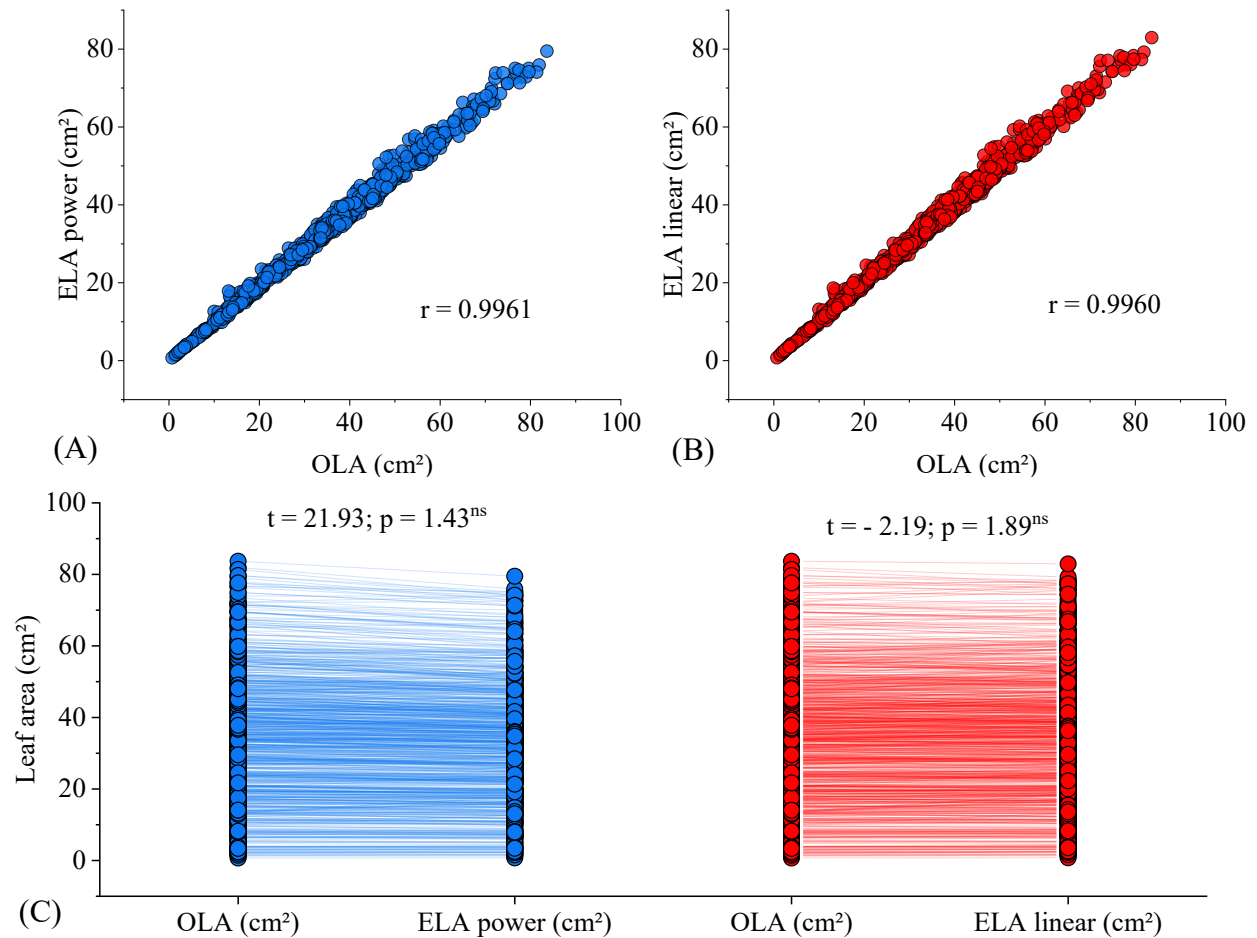 80
60
40
20
0
ELA power (cm²)
r = 0.9961
0 20 40 60 80 100
(A)
OLA (cm²)
80
60
40
20
0
ELA linear (cm²)
r = 0.9960
0 20 40 60 80 100
(B)
OLA (cm²)
100
80
60
40
20
0
Leaf area (cm²)
t = 21.93; p = 1.43ns
t = - 2.19; p = 1.89ns
(C)
OLA (cm²) ELA power (cm²) OLA (cm²) ELA linear (cm²)